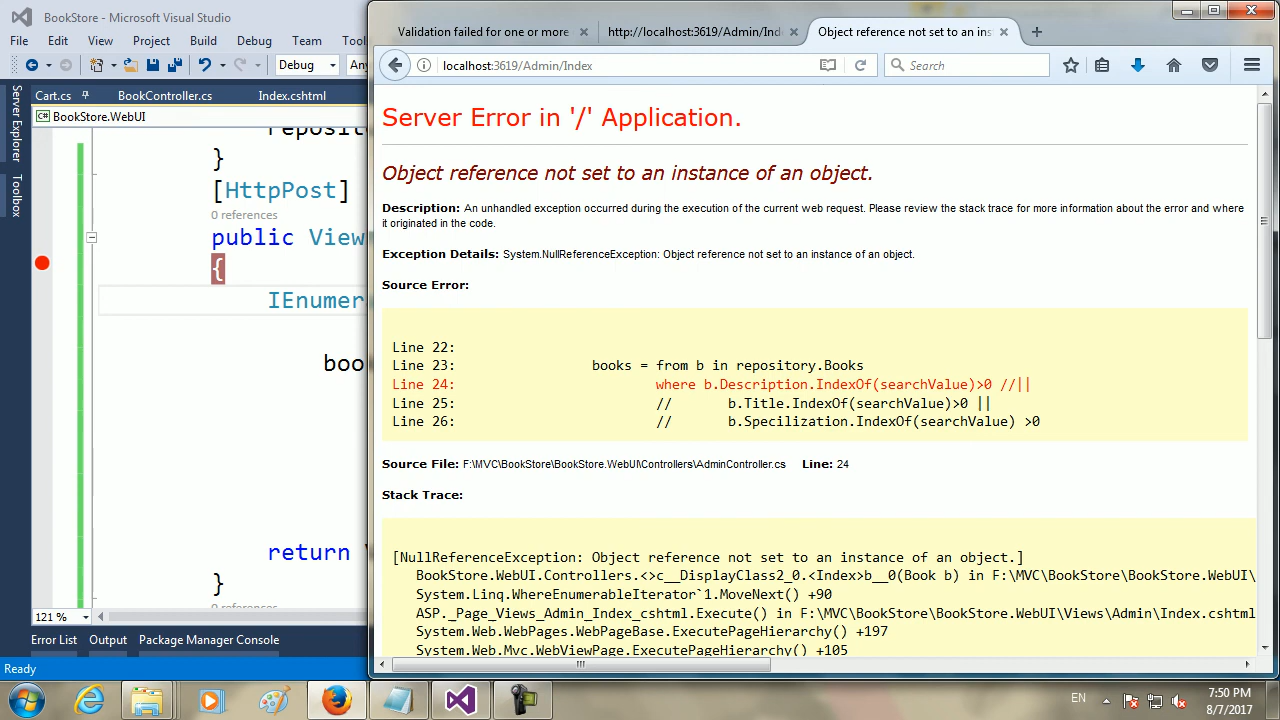 BookStore - Microsoft Visual Studio
File Edit View Project Build Debug Team
Debug
Cart.cs BookController.cs Index.cshtml
BookStore.WebUI
Server Explorer
Toolbox
}
[HttpPost]
0 references
public
{
IEnumer
boo
return
}
121 %
Error List Output Package Manager Console
Ready
Validation failed for one or more http://localhost:3619/Admin/Ind Object reference not set to an ins
localhost:3619/Admin/Index
Search
Server Error in '/' Application.
Object reference not set to an instance of an object.
Description: An unhandled exception occurred during the execution of the current web request. Please review the stack trace for more information about the error and where
it originated in the code.
Exception Details: System.NullReferenceException: Object reference not set to an instance of an object.
Source Error:
Line 22:
Line 23: books = from b in repository.Books
Line 24: where b.Description.IndexOf(searchValue)>0 //||
Line 25: // b.Title.IndexOf(searchValue)>0 ||
Line 26: // b.Specilization.IndexOf(searchValue) >0
Source File: F:\MVC\BookStore\BookStore.WebUI\Controllers\AdminController.cs Line: 24
Stack Trace:
[NullReferenceException: Object reference not set to an instance of an object.]
BookStore.WebUI.Controllers.<>c__DisplayClass2_0.<Index>b__0(Book b) in F:\MVC\BookStore\BookStore.WebUI\
System.Linq.WhereEnumerableIterator`1.MoveNext() +90
ASP._Page_Views_Admin_Index_cshtml.Execute() in F:\MVC\BookStore\BookStore.WebUI\Views\Admin\Index.cshtml
System.Web.WebPages.WebPageBase.ExecutePageHierarchy() +197
System.Web.Mvc.WebViewPage.ExecutePageHierarchy() +105
EN
7:50 PM
8/7/2017